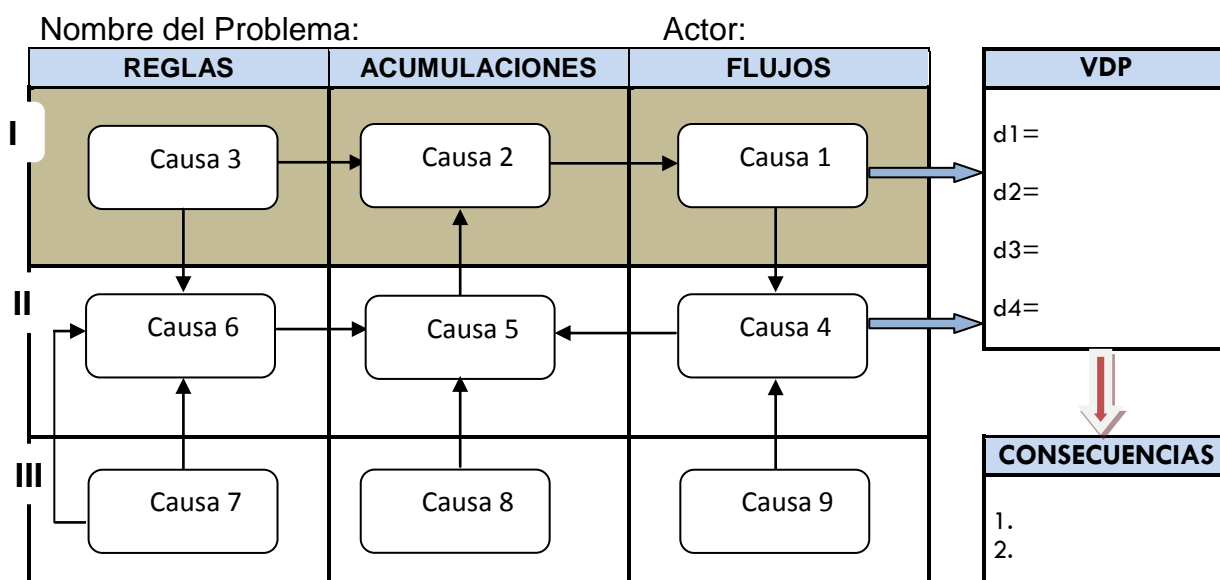 Nombre del Problema: Actor:
REGLAS ACUMULACIONES FLUJOS VDP
I
Causa 3 Causa 2 Causa 1
d1=
d2=
d3=
d4=
II
Causa 6 Causa 5 Causa 4
III
Causa 7 Causa 8 Causa 9
CONSECUENCIAS
1.
2.